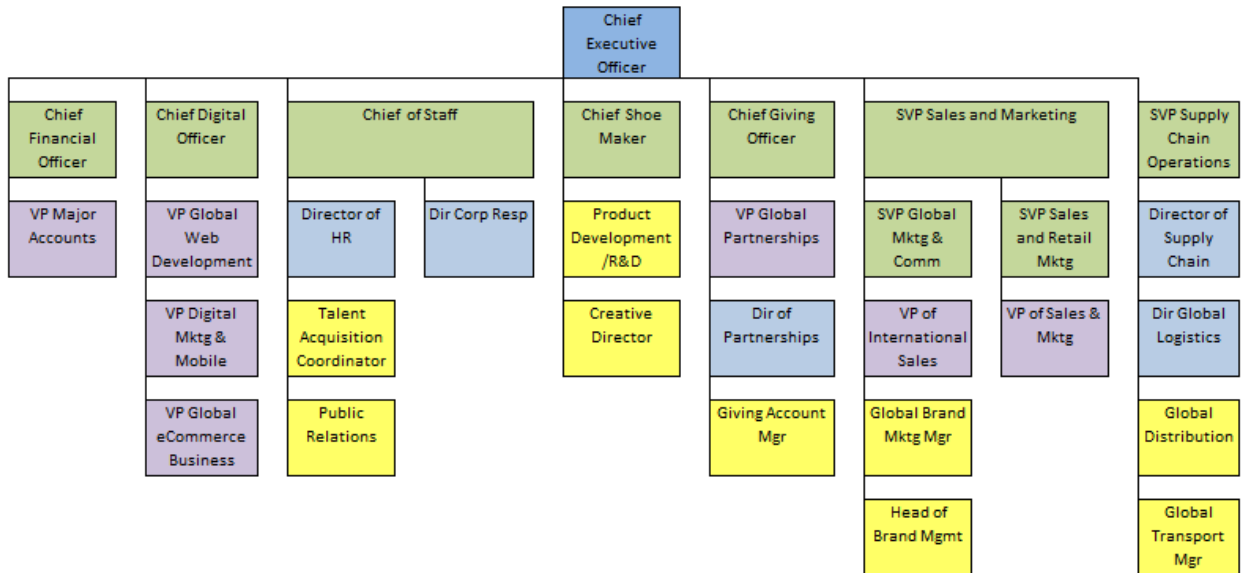 Chief
Executive
Officer
Chief
Financial
Officer
Chief Digital
Officer
Chief of Staff
Chief Shoe
Maker
Chief Giving
Officer
SVP Sales and Marketing
SVP Supply
Chain
Operations
VP Major
Accounts
VP Global
Web
Development
Director of
HR
Dir Corp Resp
Product
Development
/R&D
VP Global
Partnerships
SVP Global
Mktg &
Comm
SVP Sales
and Retail
Mktg
Director of
Supply
Chain
VP Digital
Mktg &
Mobile
Talent
Acquisition
Coordinator
Creative
Director
Dir of
Partnerships
VP of
International
Sales
VP of Sales &
Mktg
Dir Global
Logistics
VP Global
eCommerce
Business
Public
Relations
Giving Account
Mgr
Global Brand
Mktg Mgr
Global
Distribution
Head of
Brand Mgmt
Global
Transport
Mgr